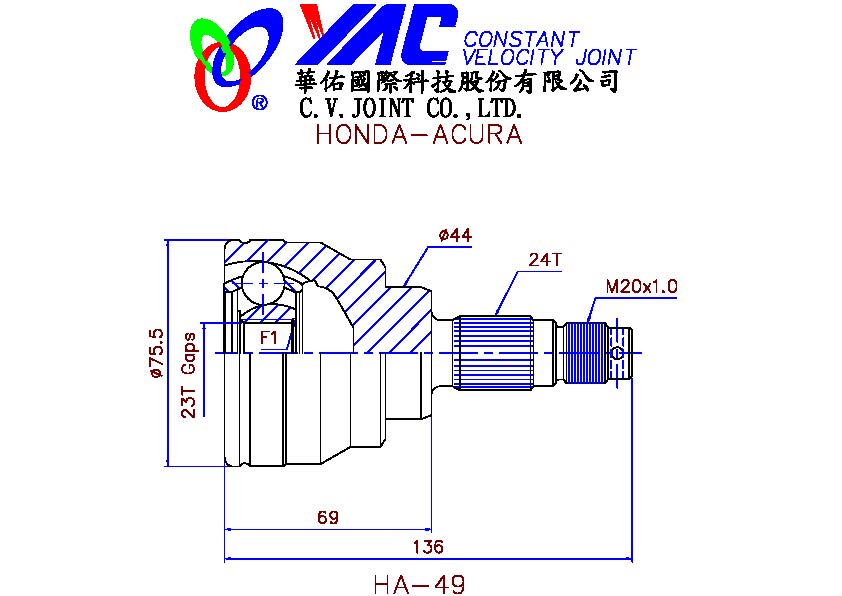 YAC CONSTANT
VELOCITY JOINT
®
華佑國際科技股份有限公司
C.V.JOINT CO.,LTD.
HONDA-ACURA
ø44
24T
M20x1.0
F1
ø75.5
23T Gaps
69
136
HA-49